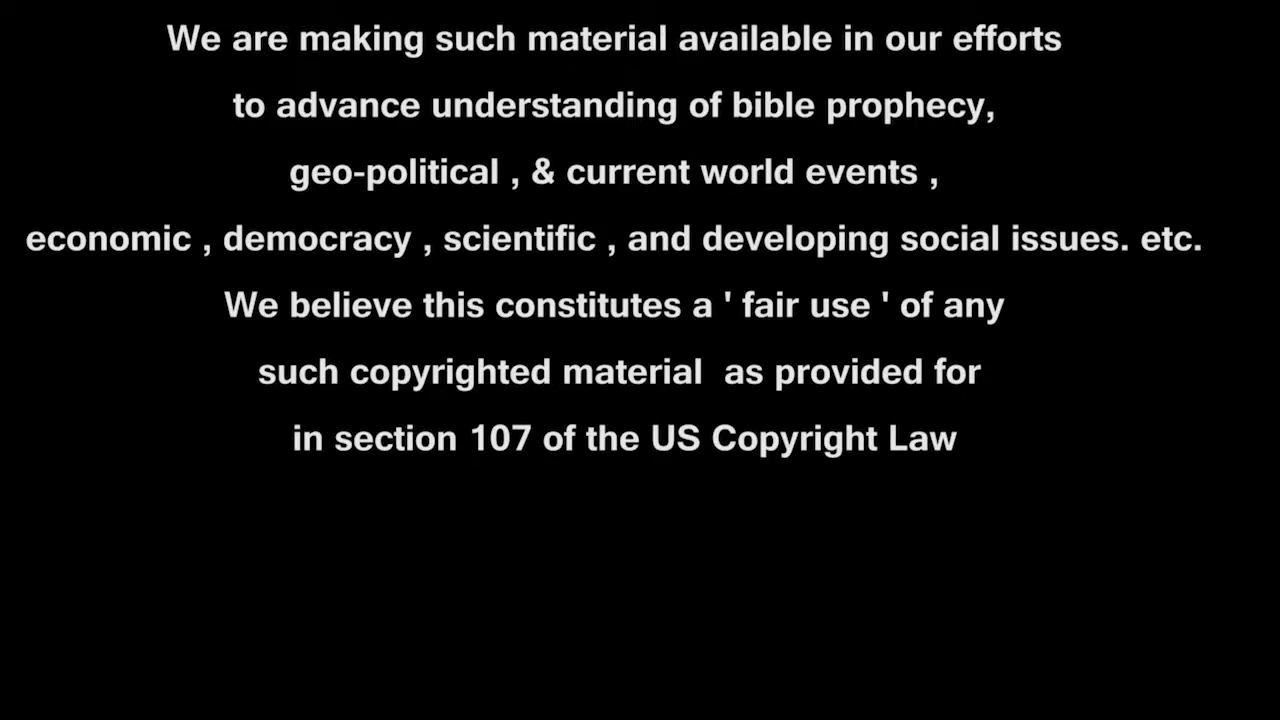 We are making such material available in our efforts
to advance understanding of bible prophecy,
geo-political , & current world events ,
economic , democracy , scientific , and developing social issues. etc.
We believe this constitutes a ' fair use ' of any
such copyrighted material  as provided for
in section 107 of the US Copyright Law